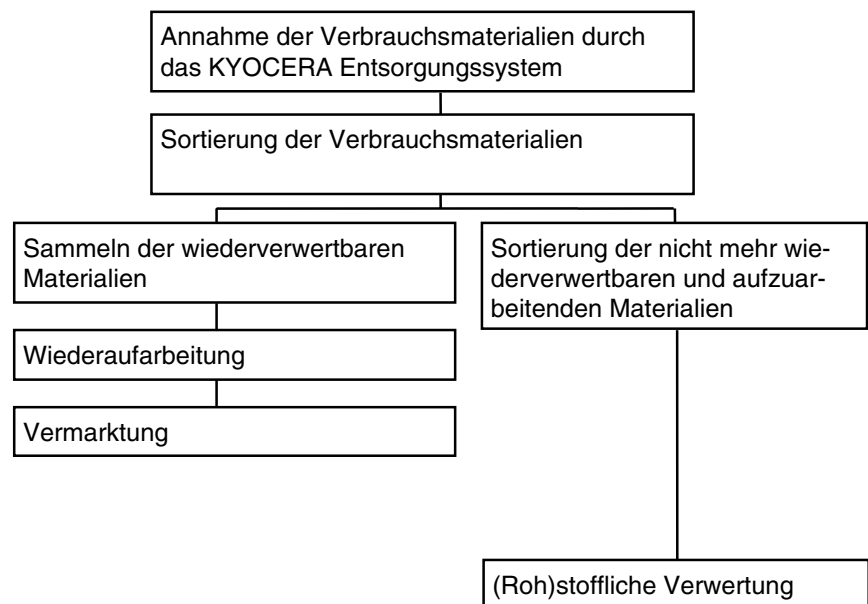 Annahme der Verbrauchsmaterialien durch
das KYOCERA Entsorgungssystem
Sortierung der Verbrauchsmaterialien
Sammeln der wiederverwertbaren
Materialien
Wiederaufarbeitung
Vermarktung
Sortierung der nicht mehr wie-
derverwertbaren und aufzuar-
beitenden Materialien
(Roh)stoffliche Verwertung